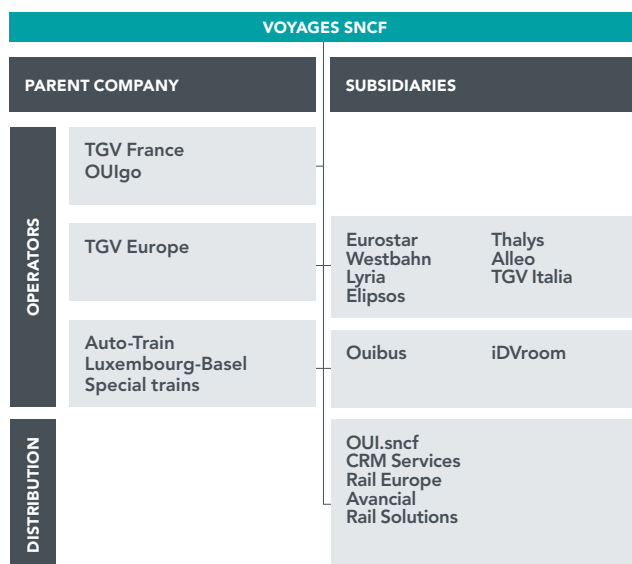 VOYAGES SNCF
PARENT COMPANY
SUBSIDIARIES
OPERATORS
TGV France
OUIgo
TGV Europe
Eurostar
Westbahn
Lyria
Elipsos
Thalys
Alleo
TGV Italia
Auto-Train
Luxembourg-Basel
Special trains
Ouibus
iDVroom
DISTRIBUTION
OUI.sncf
CRM Services
Rail Europe
Avancial
Rail Solutions